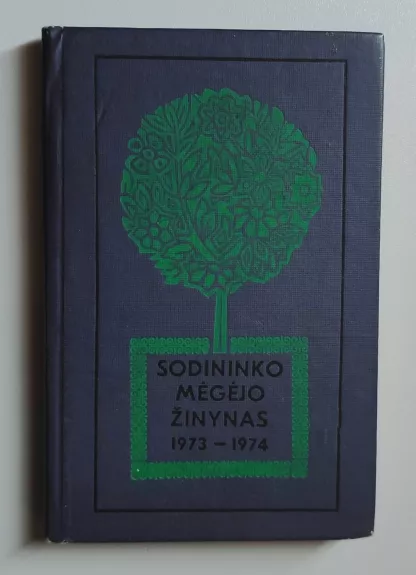 SODININKO
MĖGĖJO
ŽINYNAS
1973 – 1974